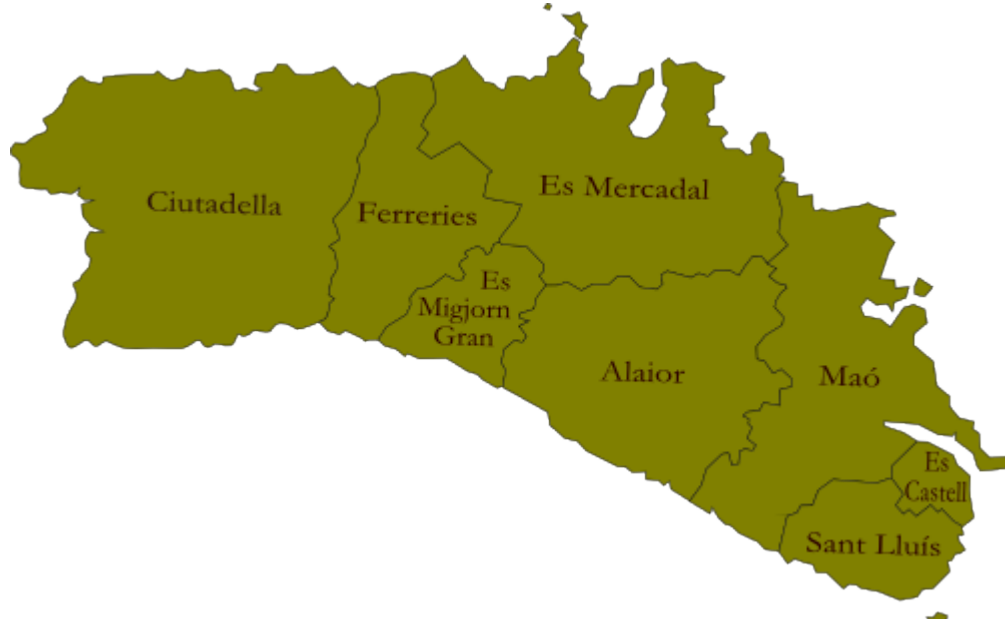 Ciutadella
Ferreries
Es Mercadal
Es
Migjorn
Gran
Alaior
Maó
Es
Castell
Sant Lluís